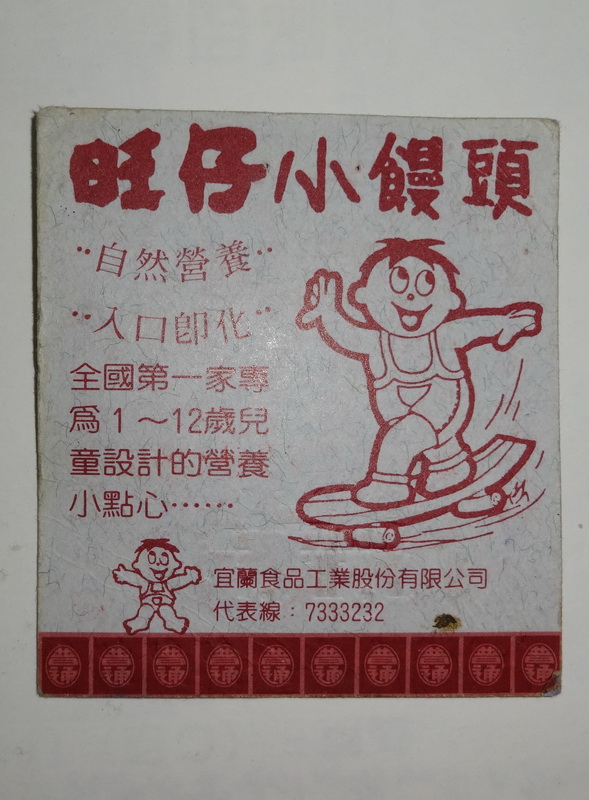 旺仔小饅頭
"自然營養"
"入口即化"
全國第一家專
為1～12歲兒
童設計的營養
小點心⋯⋯
宜蘭食品工業股份有限公司
代表線：7333232